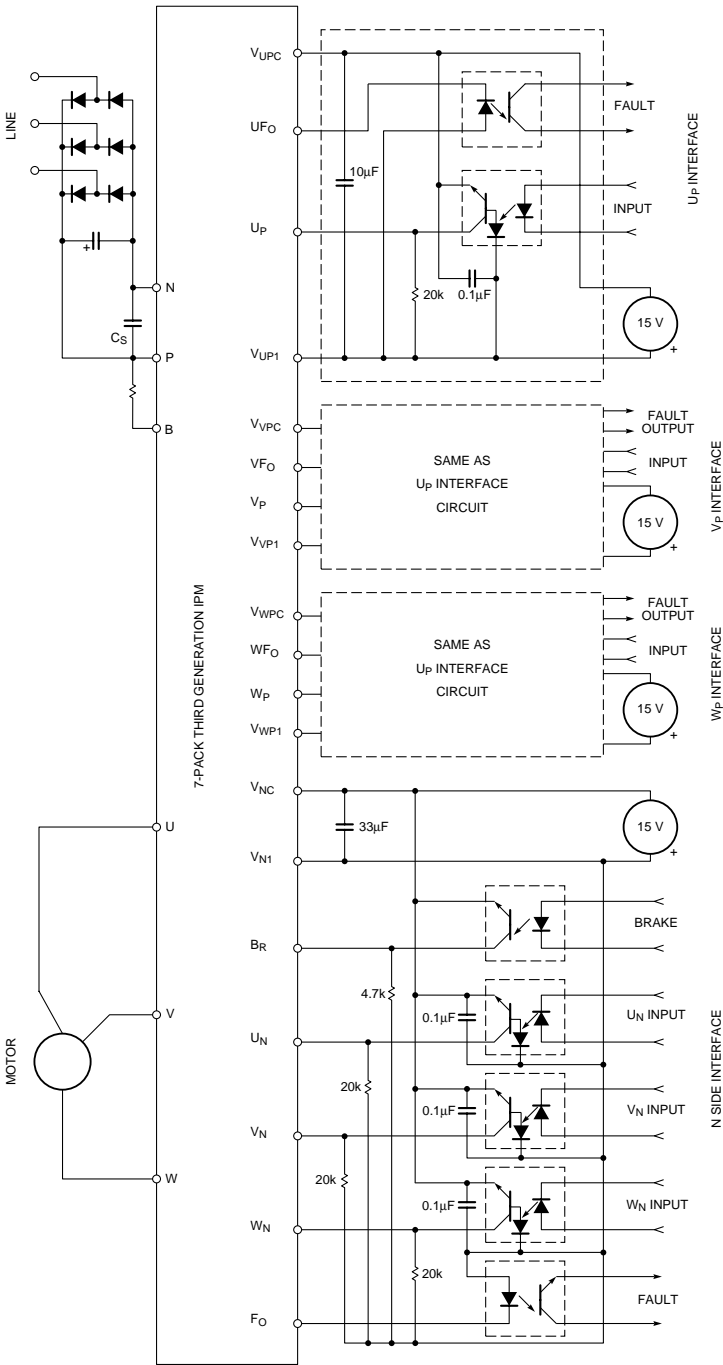 LINE
N
CS
P
B
7-PACK THIRD GENERATION IPM
U
V
W
MOTOR
VUPC
UFO
UP
VUP1
10µF
20k
0.1µF
FAULT
INPUT
15 V
+
+
UP INTERFACE
VVPC
VFO
VP
VVP1
SAME AS
UP INTERFACE
CIRCUIT
FAULT
OUTPUT
INPUT
15 V
+
VP INTERFACE
VWPC
WFO
WP
VWP1
SAME AS
UP INTERFACE
CIRCUIT
FAULT
OUTPUT
INPUT
15 V
+
WP INTERFACE
VNC
33µF
15 V
+
VN1
BRAKE
BR
4.7k
0.1µF
UN INPUT
UN
20k
0.1µF
VN INPUT
VN
20k
0.1µF
WN INPUT
WN
20k
FAULT
FO
N SIDE INTERFACE